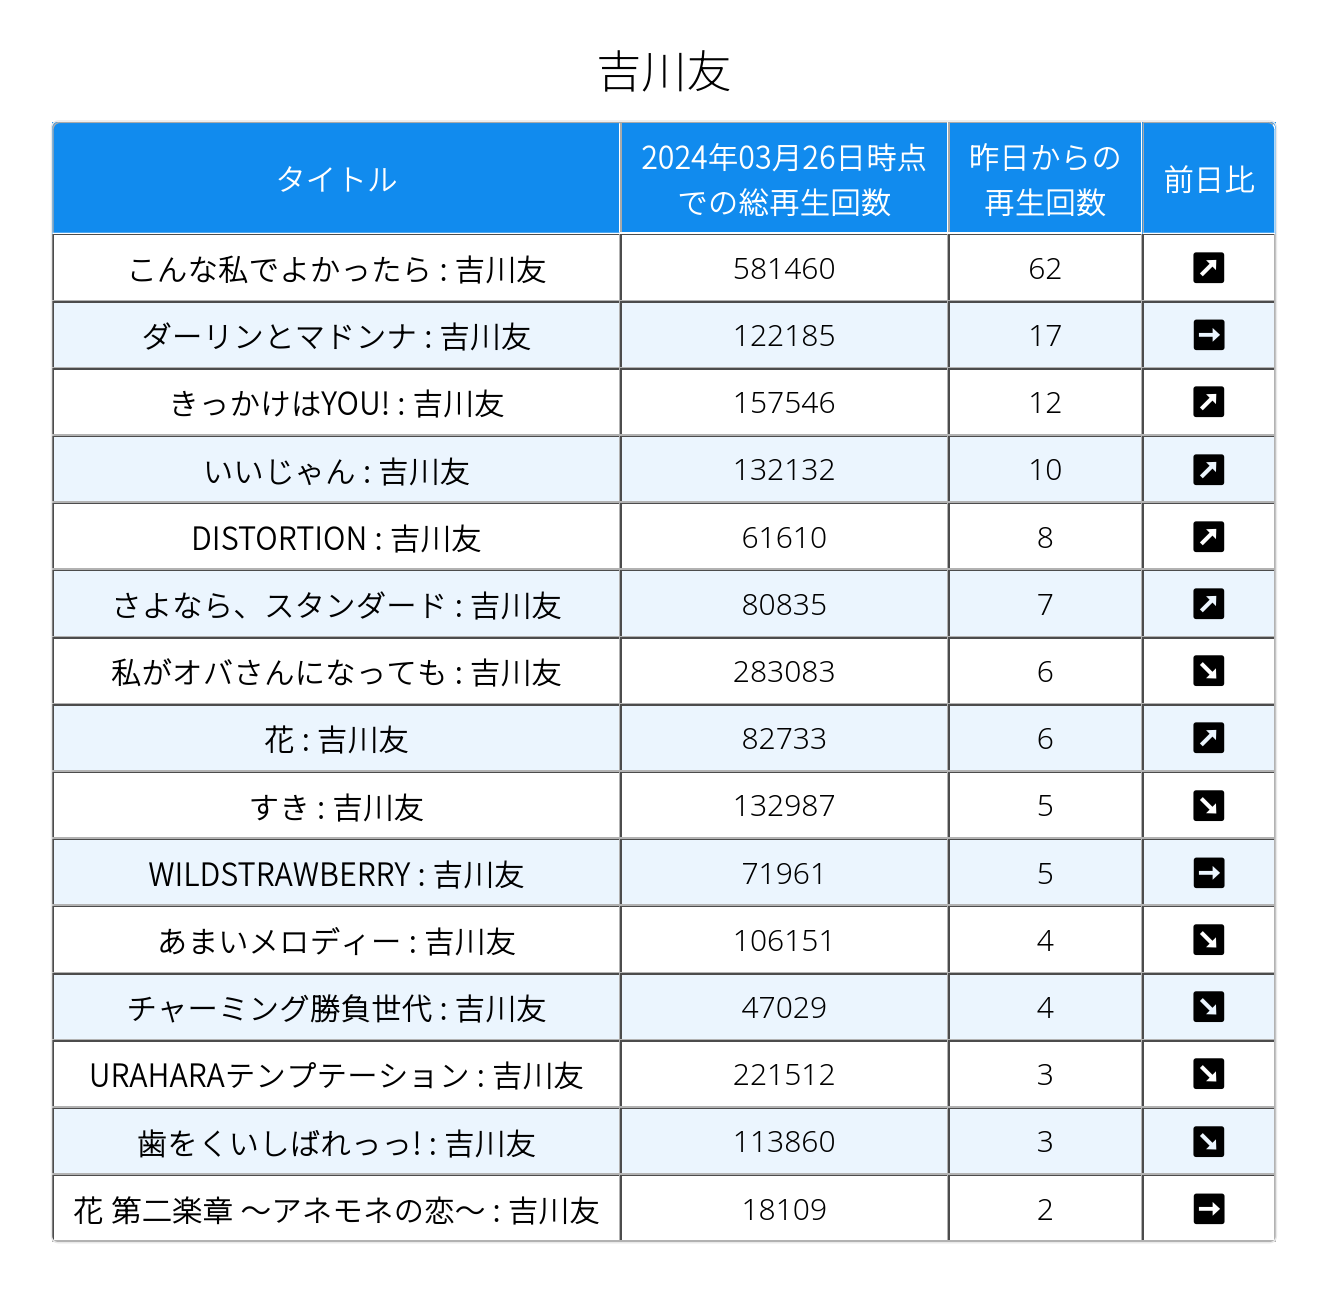 吉川友
タイトル 2024年03月26日時点での総再生回数 昨日からの再生回数 前日比
こんな私でよかったら : 吉川友 581460 62 ↗
ダーリンとマドンナ : 吉川友 122185 17 →
きっかけはYOU! : 吉川友 157546 12 ↗
いいじゃん : 吉川友 132132 10 ↗
DISTORTION : 吉川友 61610 8 ↗
さよなら、スタンダード : 吉川友 80835 7 ↗
私がオバさんになっても : 吉川友 283083 6 ↘
花 : 吉川友 82733 6 ↗
すき : 吉川友 132987 5 ↘
WILDSTRAWBERRY : 吉川友 71961 5 →
あまいメロディー : 吉川友 106151 4 ↘
チャーミング勝負世代 : 吉川友 47029 4 ↘
URAHARAテンプテーション : 吉川友 221512 3 ↘
歯をくいしばれっっ! : 吉川友 113860 3 ↘
花 第二楽章 〜アネモネの恋〜 : 吉川友 18109 2 →